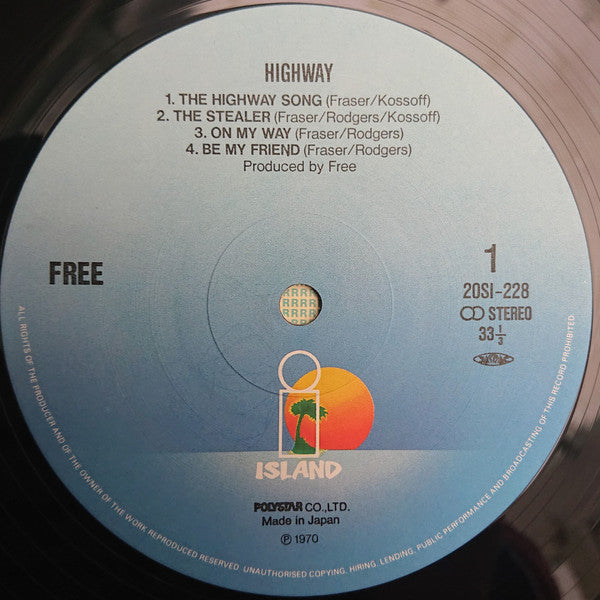 HIGHWAY
1. THE HIGHWAY SONG (Fraser/Kossoff)
2. THE STEALER (Fraser/Rodgers/Kossoff)
3. ON MY WAY (Fraser/Rodgers)
4. BE MY FRIEND (Fraser/Rodgers)
Produced by Free
FREE
1
20SI-228
STEREO
33 1/3
RRR
RRRR
RRRR
i
ISLAND
POLYSTAR CO.,LTD.
Made in Japan
Ⓟ 1970
ALL RIGHTS OF THE PRODUCER AND OF THE OWNER OF THE WORK REPRODUCED RESERVED. UNAUTHORISED COPYING, HIRING, LENDING, PUBLIC PERFORMANCE AND BROADCASTING OF THIS RECORD PROHIBITED.